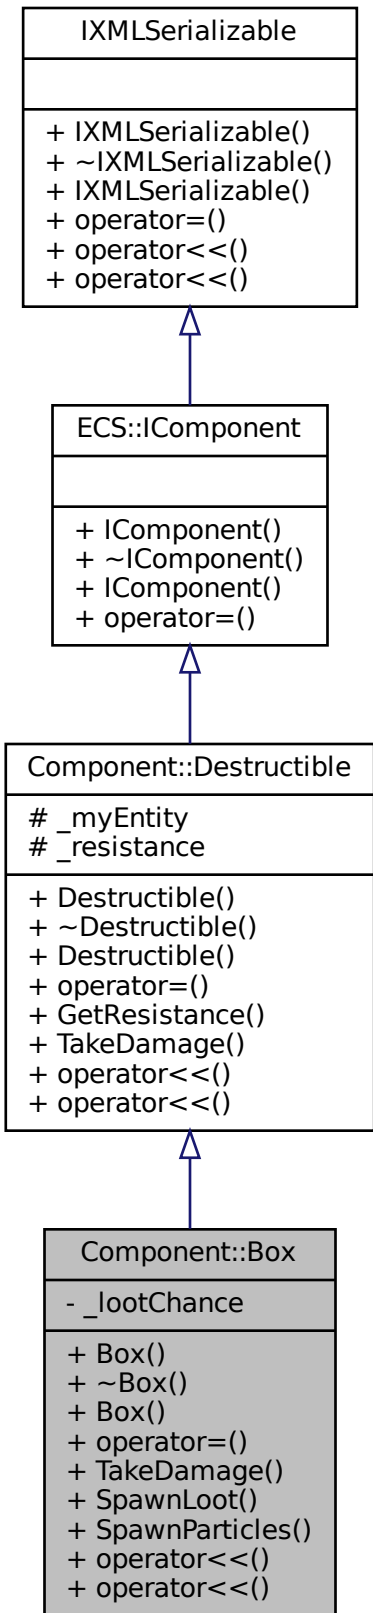 IXMLSerializable
+ IXMLSerializable()
+ ~IXMLSerializable()
+ IXMLSerializable()
+ operator=()
+ operator<<()
+ operator<<()
ECS::IComponent
+ IComponent()
+ ~IComponent()
+ IComponent()
+ operator=()
Component::Destructible
# _myEntity
# _resistance
+ Destructible()
+ ~Destructible()
+ Destructible()
+ operator=()
+ GetResistance()
+ TakeDamage()
+ operator<<()
+ operator<<()
Component::Box
- _lootChance
+ Box()
+ ~Box()
+ Box()
+ operator=()
+ TakeDamage()
+ SpawnLoot()
+ SpawnParticles()
+ operator<<()
+ operator<<()